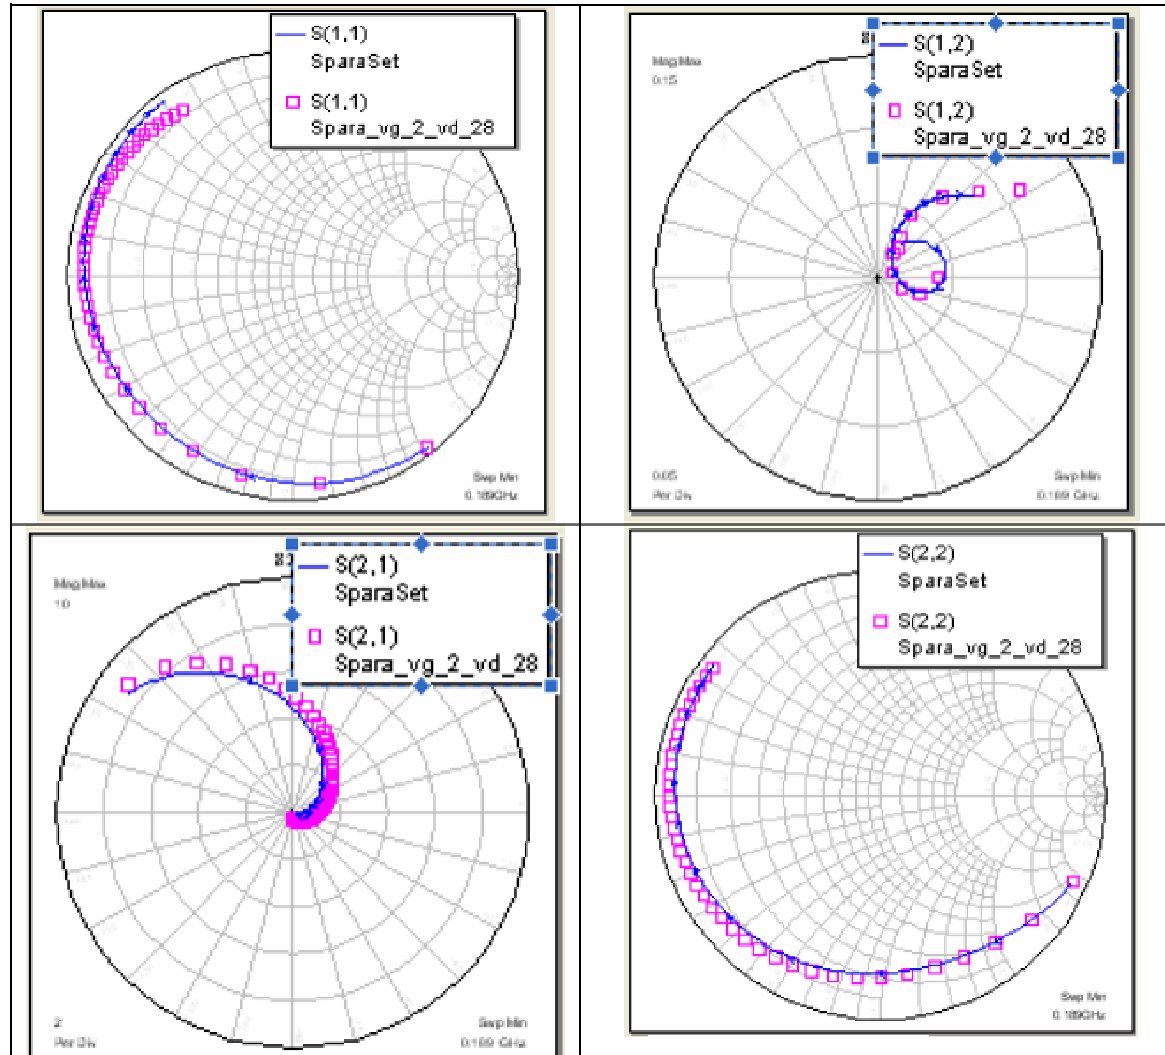 S(1,1)
SparaSet
S(1,1)
Spara_vg_2_vd_28
Swp Min
0.189GHz
S(1,2)
SparaSet
S(1,2)
Spara_vg_2_vd_28
Mag Max
0.15
0.05
Per Div
Swp Min
0.189 GHz
S(2,1)
SparaSet
S(2,1)
Spara_vg_2_vd_28
Mag Max
10
2
Per Div
Swp Min
0.189 GHz
S(2,2)
SparaSet
S(2,2)
Spara_vg_2_vd_28
Swp Min
0.189GHz